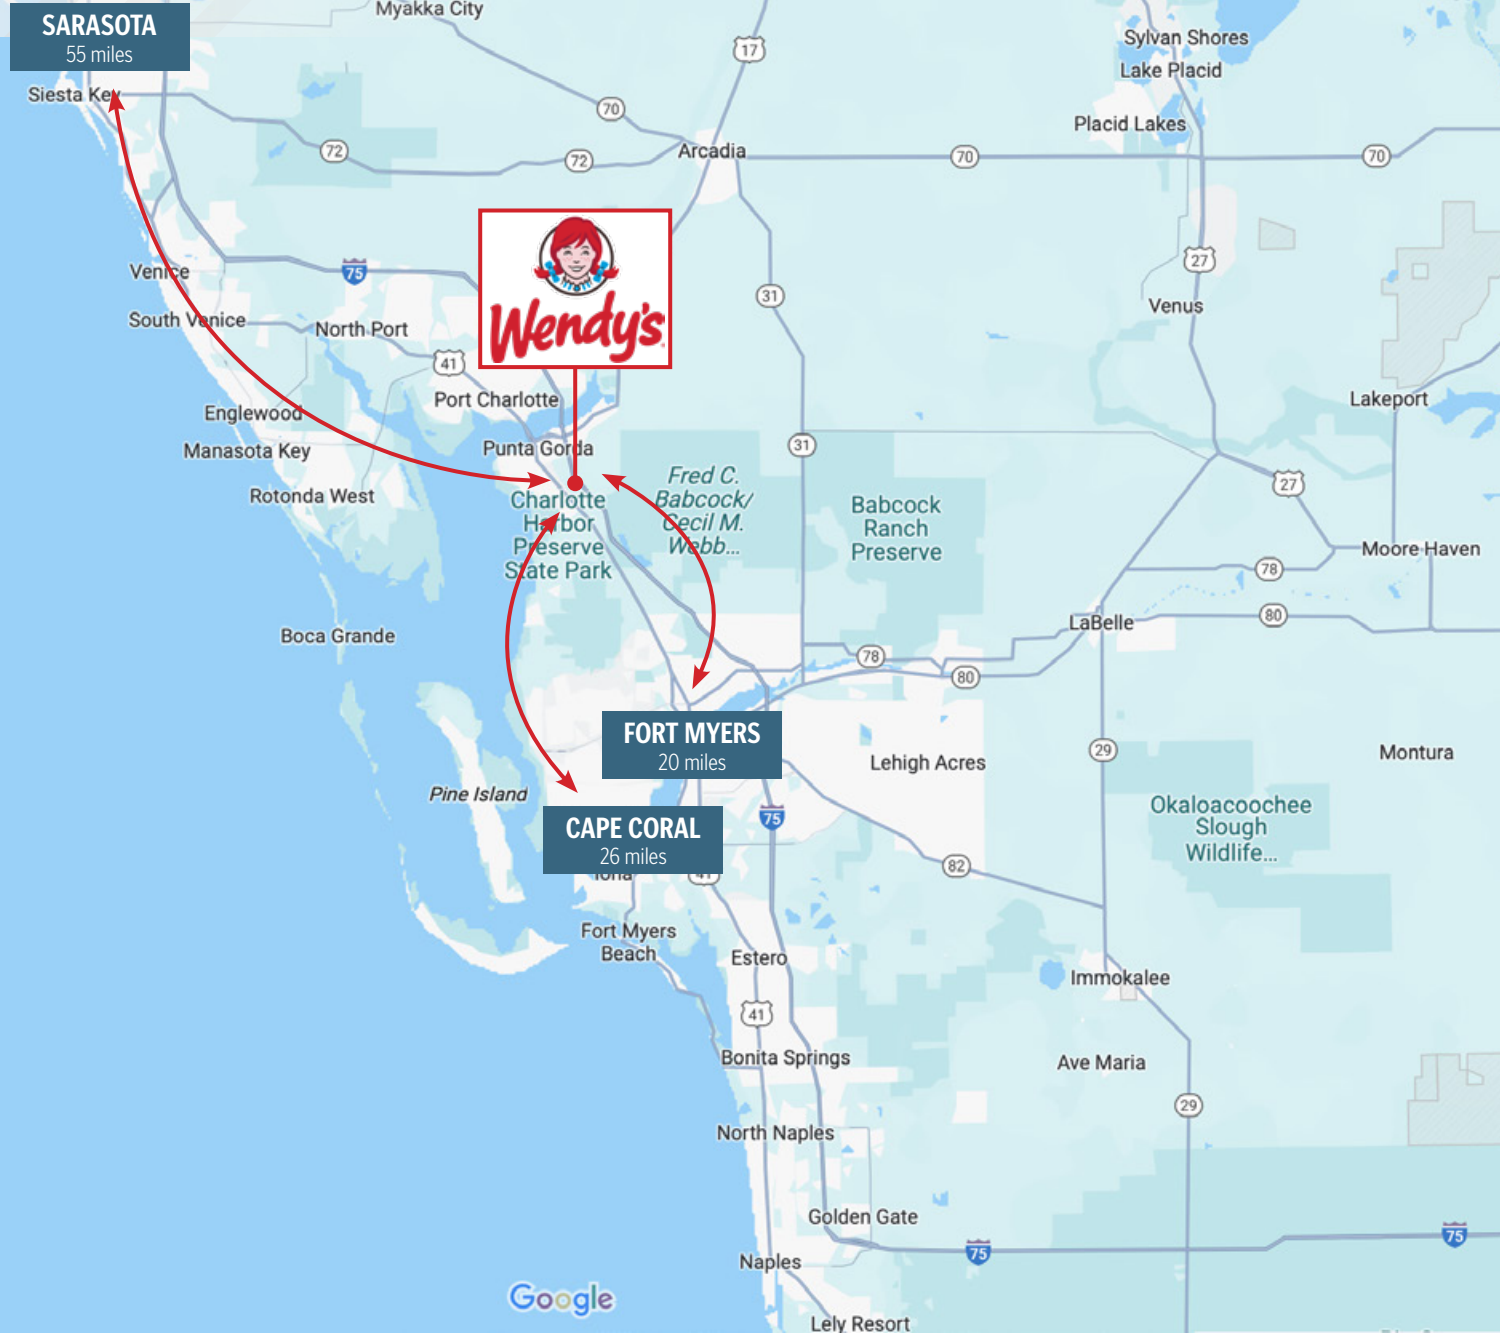 Myakka City
SARASOTA
55 miles
17
Sylvan Shores
Lake Placid
Siesta Key
70
Placid Lakes
72
72
Arcadia
70
70
Wendy's
Venice
75
31
27
South Venice
North Port
Venus
41
Port Charlotte
Lakeport
Englewood
Manasota Key
Punta Gorda
31
Rotonda West
Charlotte
Harbor
Preserve
State Park
Fred C.
Babcock/
Cecil M.
Webb...
Babcock
Ranch
Preserve
27
Moore Haven
78
Boca Grande
LaBelle
80
78
80
FORT MYERS
20 miles
Lehigh Acres
29
Montura
Pine Island
CAPE CORAL
26 miles
75
Okaloacoochee
Slough
Wildlife...
82
Iona
41
Fort Myers
Beach
Estero
Immokalee
41
Bonita Springs
Ave Maria
29
North Naples
Golden Gate
75
75
Naples
Google
Lely Resort